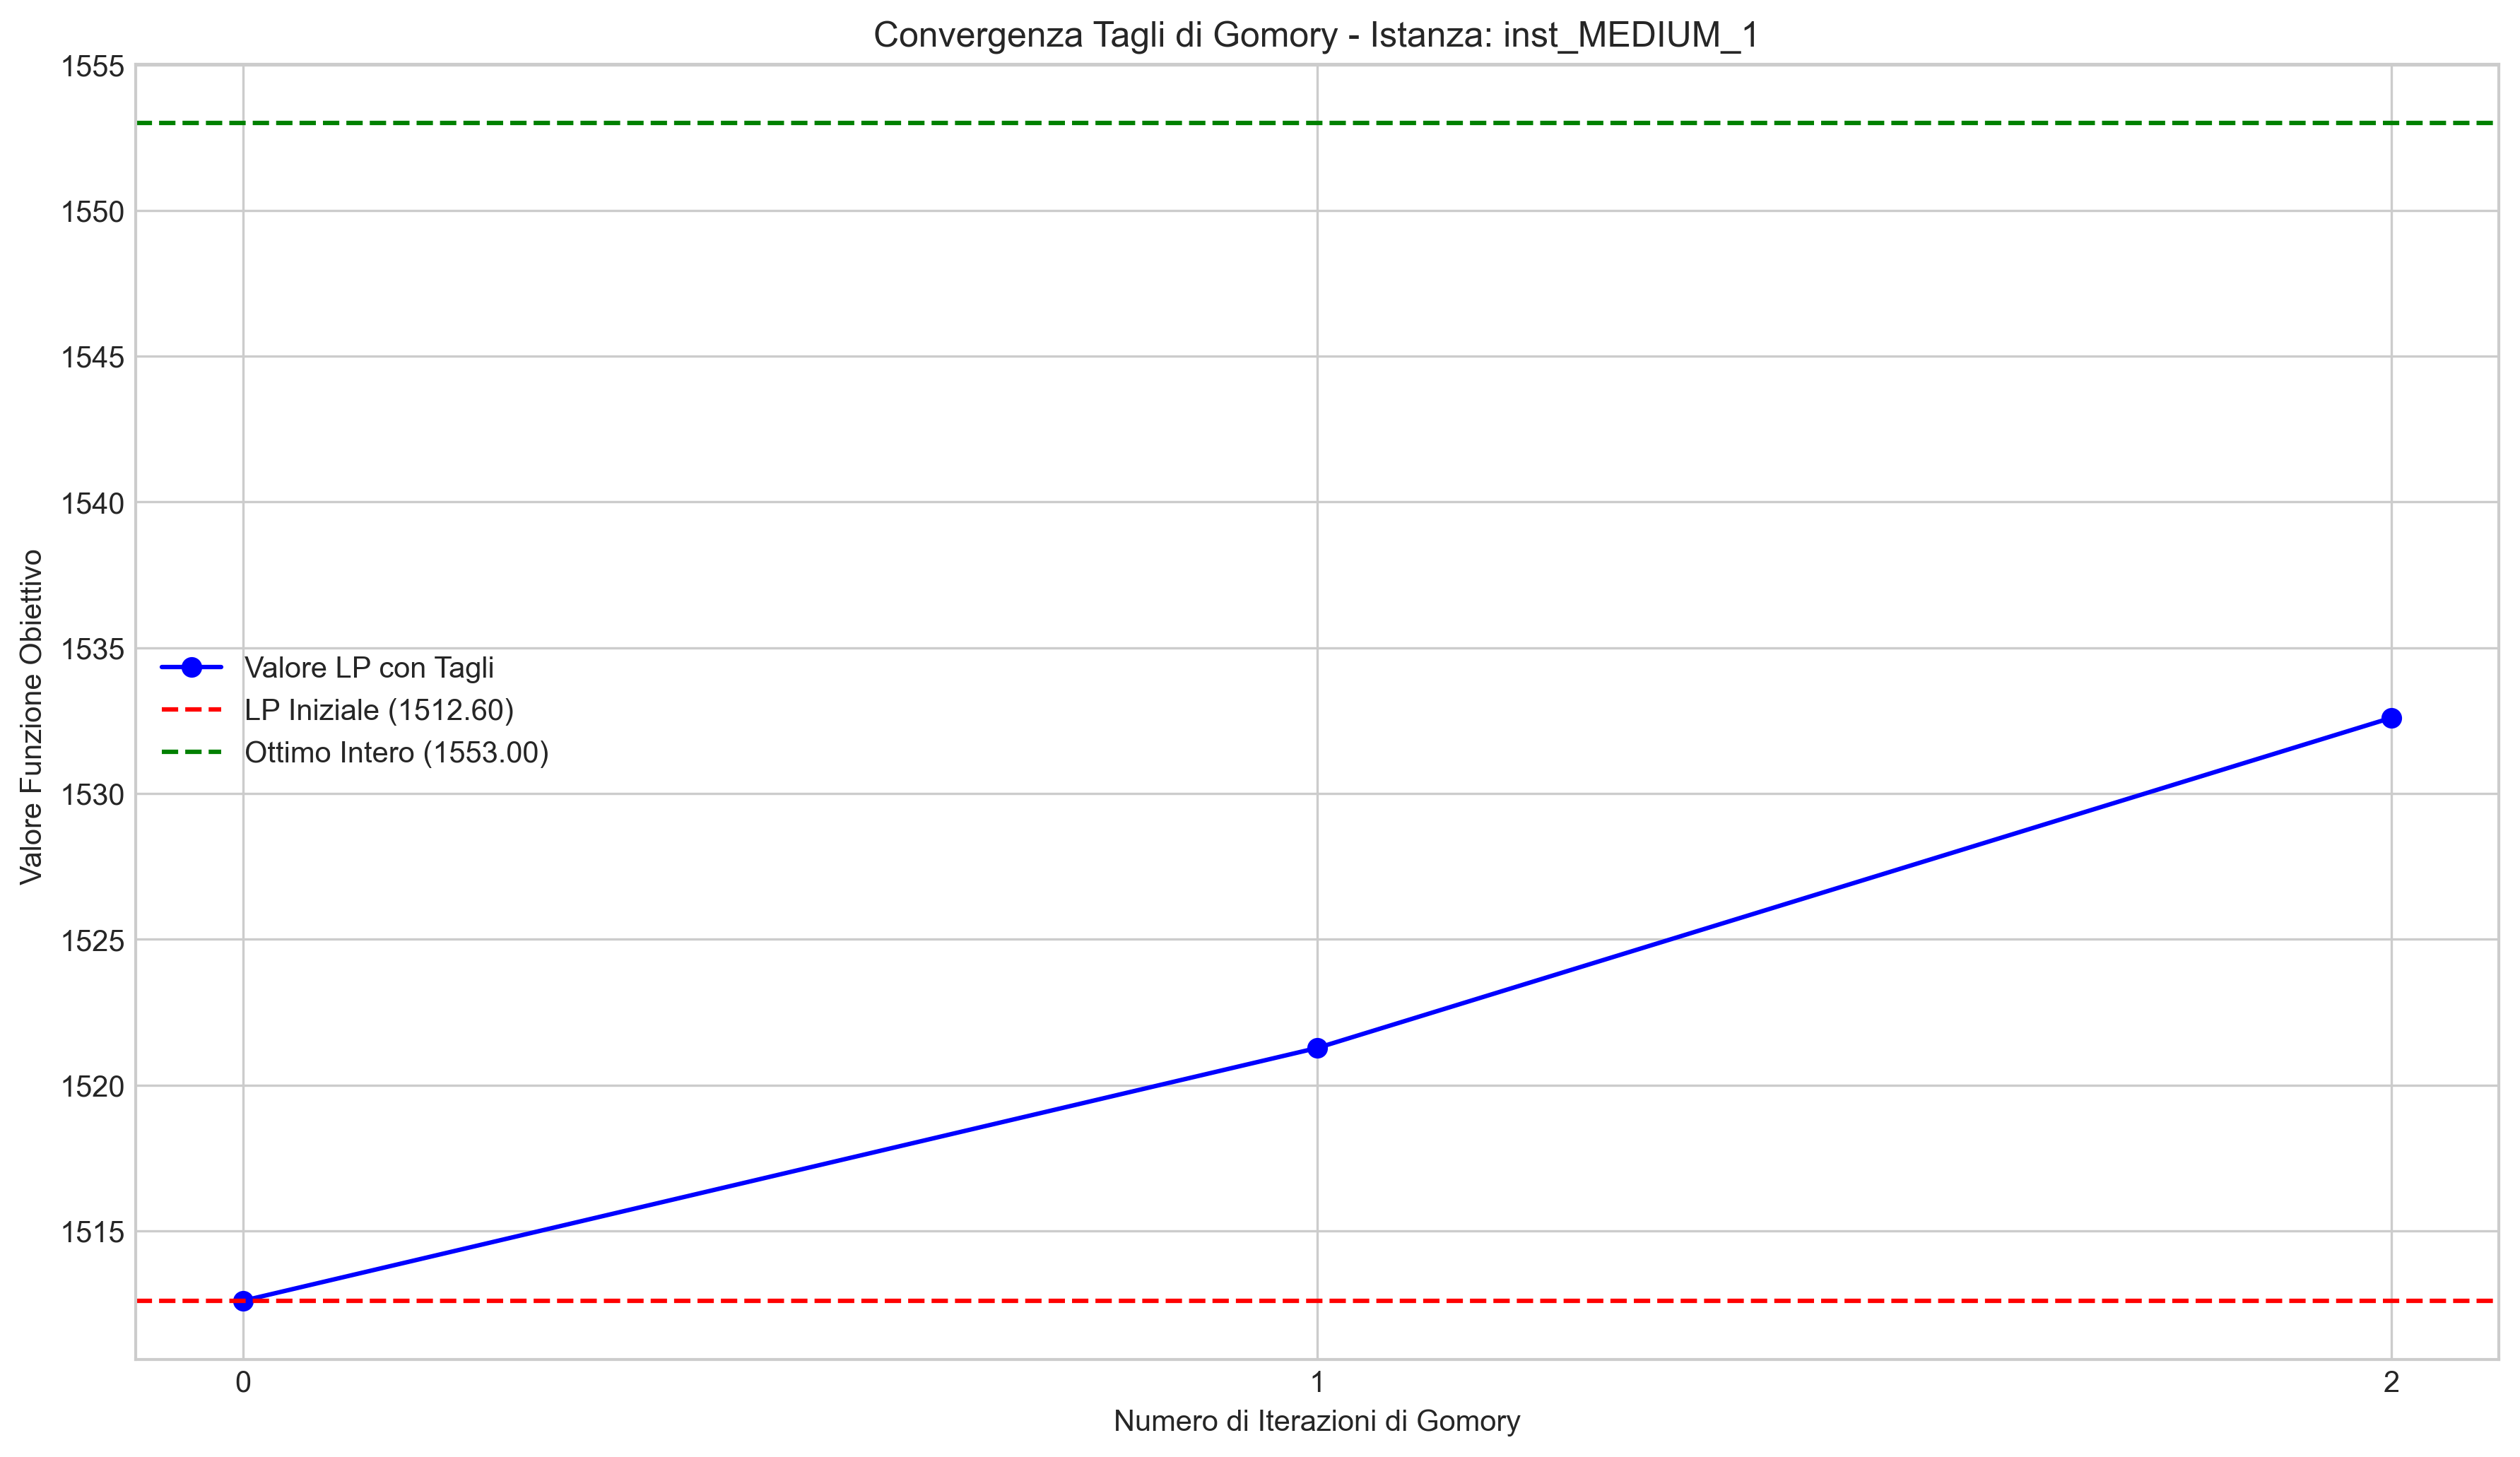 Convergenza Tagli di Gomory - Istanza: inst_MEDIUM_1
Valore Funzione Obiettivo
1555
1550
1545
1540
1535
1530
1525
1520
1515
Valore LP con Tagli
LP Iniziale (1512.60)
Ottimo Intero (1553.00)
0
1
2
Numero di Iterazioni di Gomory